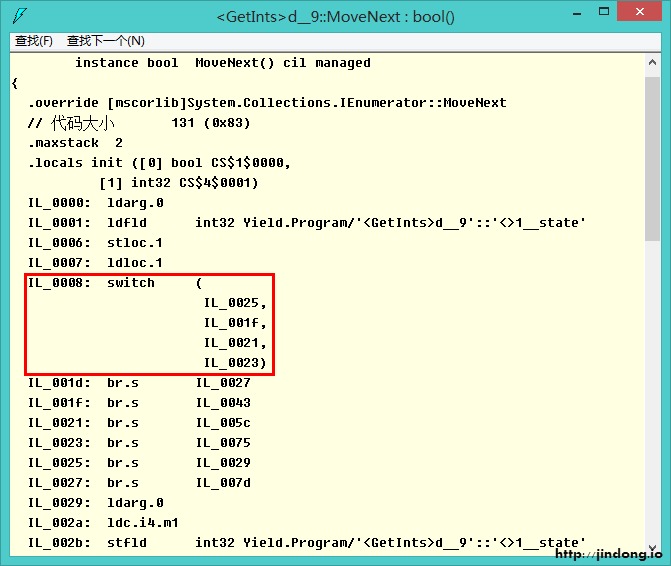 <GetInts>d__9::MoveNext : bool()
查找(F) 查找下一个(N)
instance bool MoveNext() cil managed
{
.override [mscorlib]System.Collections.IEnumerator::MoveNext
// 代码大小 131 (0x83)
.maxstack 2
.locals init ([0] bool CS$1$0000,
[1] int32 CS$4$0001)
IL_0000: ldarg.0
IL_0001: ldfld int32 Yield.Program/'<GetInts>d__9'::'<>1__state'
IL_0006: stloc.1
IL_0007: ldloc.1
IL_0008: switch (
IL_0025,
IL_001f,
IL_0021,
IL_0023)
IL_001d: br.s IL_0027
IL_001f: br.s IL_0043
IL_0021: br.s IL_005c
IL_0023: br.s IL_0075
IL_0025: br.s IL_0029
IL_0027: br.s IL_007d
IL_0029: ldarg.0
IL_002a: ldc.i4.m1
IL_002b: stfld int32 Yield.Program/'<GetInts>d__9'::'<>1__state'
http://jindong.io